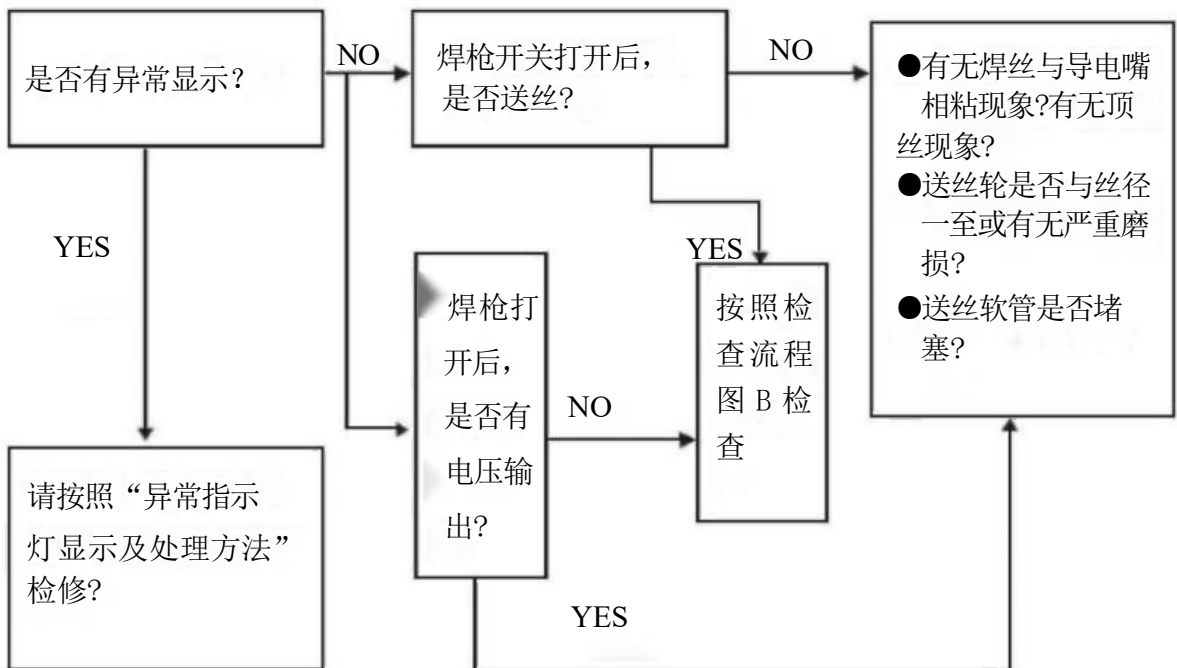 是否有异常显示?
NO
焊枪开关打开后,
是否送丝?
NO
●有无焊丝与导电嘴
相粘现象?有无顶
丝现象?
●送丝轮是否与丝径
一至或有无严重磨
损?
●送丝软管是否堵
塞?
YES
YES
焊枪打
开后,
是否有
电压输
出?
NO
按照检
查流程
图 B 检
查
请按照“异常指示
灯显示及处理方法”
检修?
YES